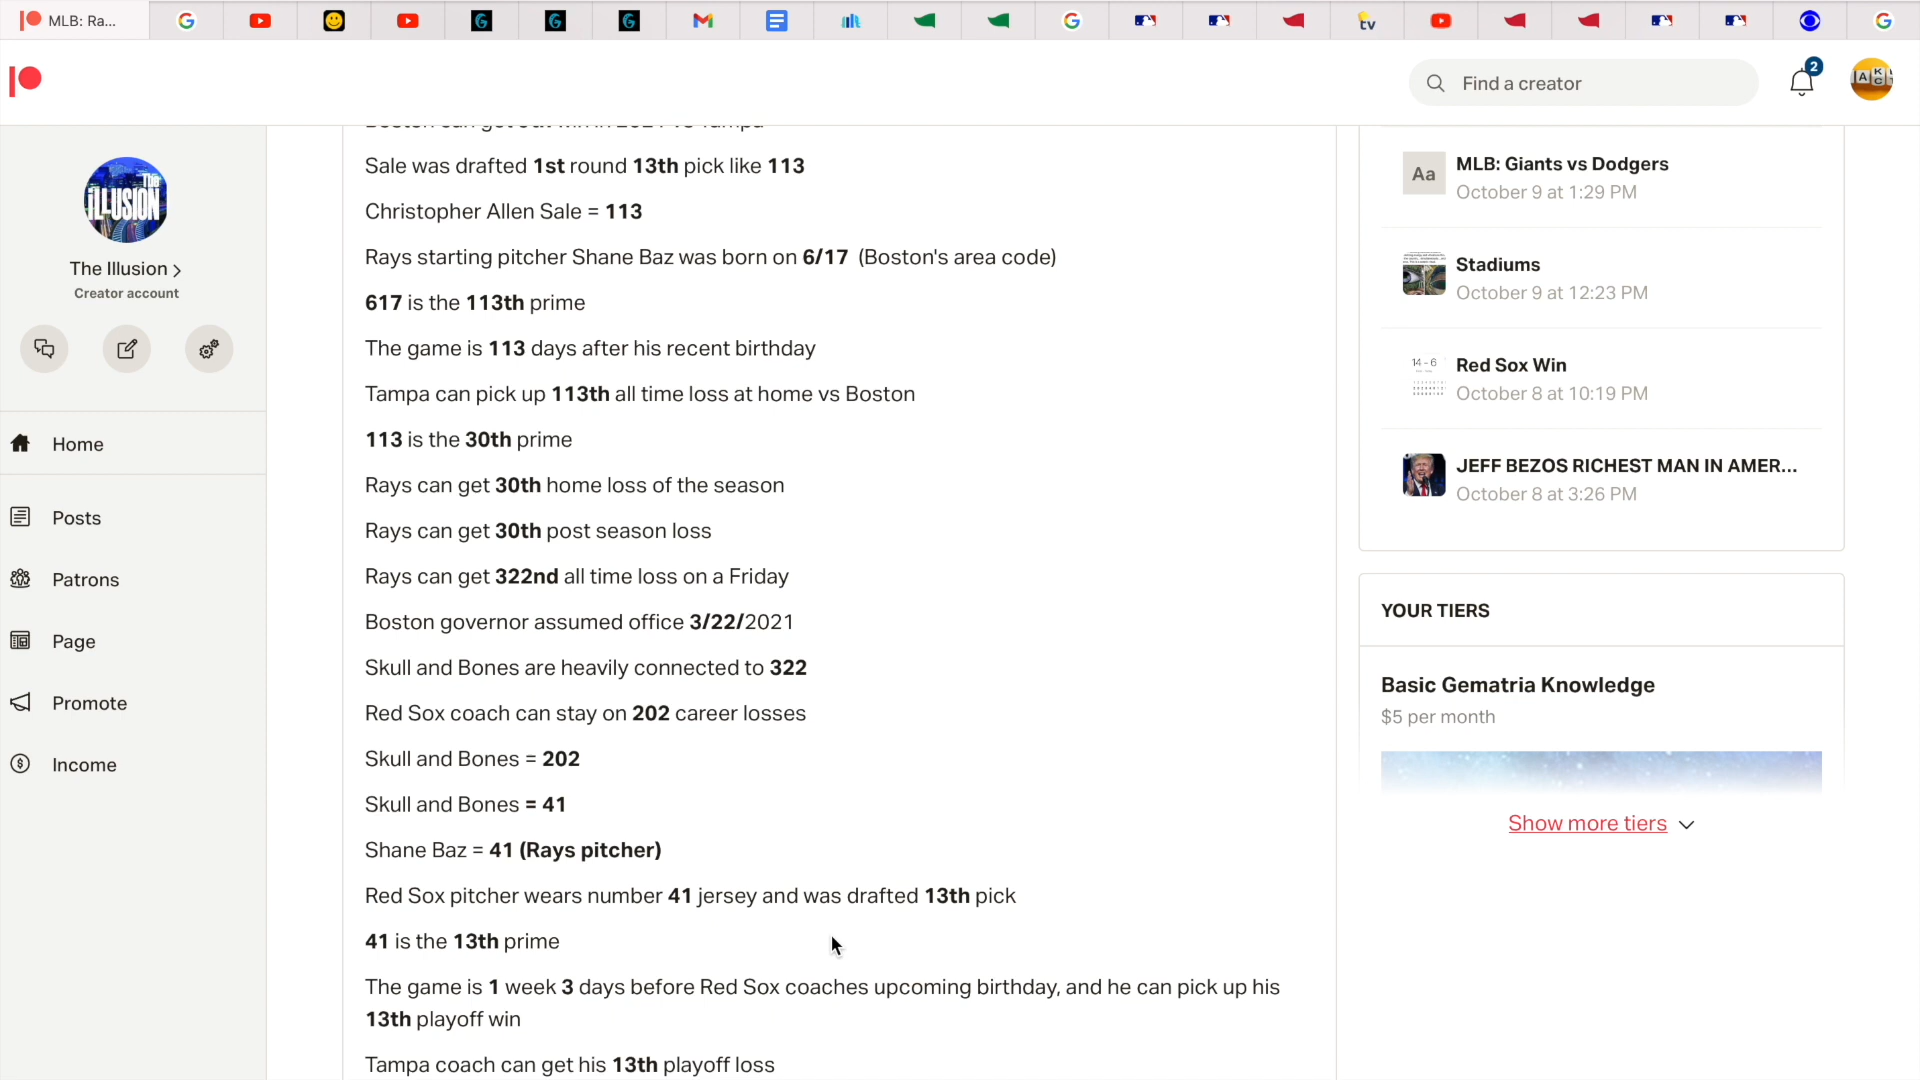 MLB: Ra...
tv
Find a creator
2
AKC
The
iLLUSION
The Illusion
Creator account
Home
Posts
Patrons
Page
Promote
Income
Sale was drafted 1st round 13th pick like 113
Christopher Allen Sale = 113
Rays starting pitcher Shane Baz was born on 6/17 (Boston's area code)
617 is the 113th prime
The game is 113 days after his recent birthday
Tampa can pick up 113th all time loss at home vs Boston
113 is the 30th prime
Rays can get 30th home loss of the season
Rays can get 30th post season loss
Rays can get 322nd all time loss on a Friday
Boston governor assumed office 3/22/2021
Skull and Bones are heavily connected to 322
Red Sox coach can stay on 202 career losses
Skull and Bones = 202
Skull and Bones = 41
Shane Baz = 41 (Rays pitcher)
Red Sox pitcher wears number 41 jersey and was drafted 13th pick
41 is the 13th prime
The game is 1 week 3 days before Red Sox coaches upcoming birthday, and he can pick up his
13th playoff win
Tampa coach can get his 13th playoff loss
Aa
MLB: Giants vs Dodgers
October 9 at 1:29 PM
Stadiums
October 9 at 12:23 PM
14 - 6
Red Sox Win
October 8 at 10:19 PM
JEFF BEZOS RICHEST MAN IN AMER...
October 8 at 3:26 PM
YOUR TIERS
Basic Gematria Knowledge
$5 per month
Show more tiers